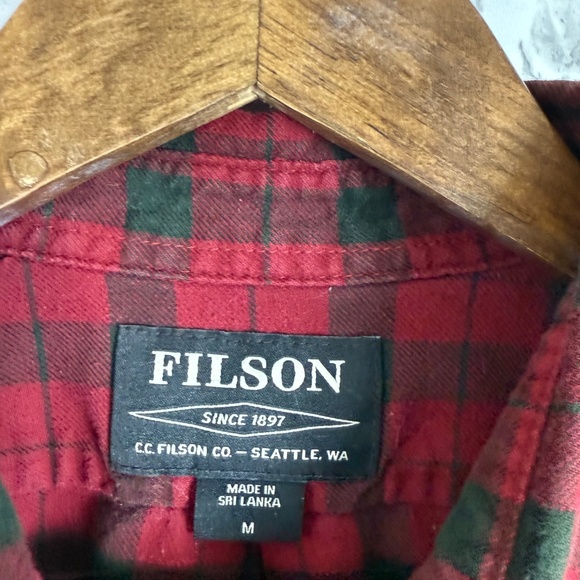 FILSON
SINCE 1897
C.C. FILSON CO. – SEATTLE, WA
MADE IN
SRI LANKA
M